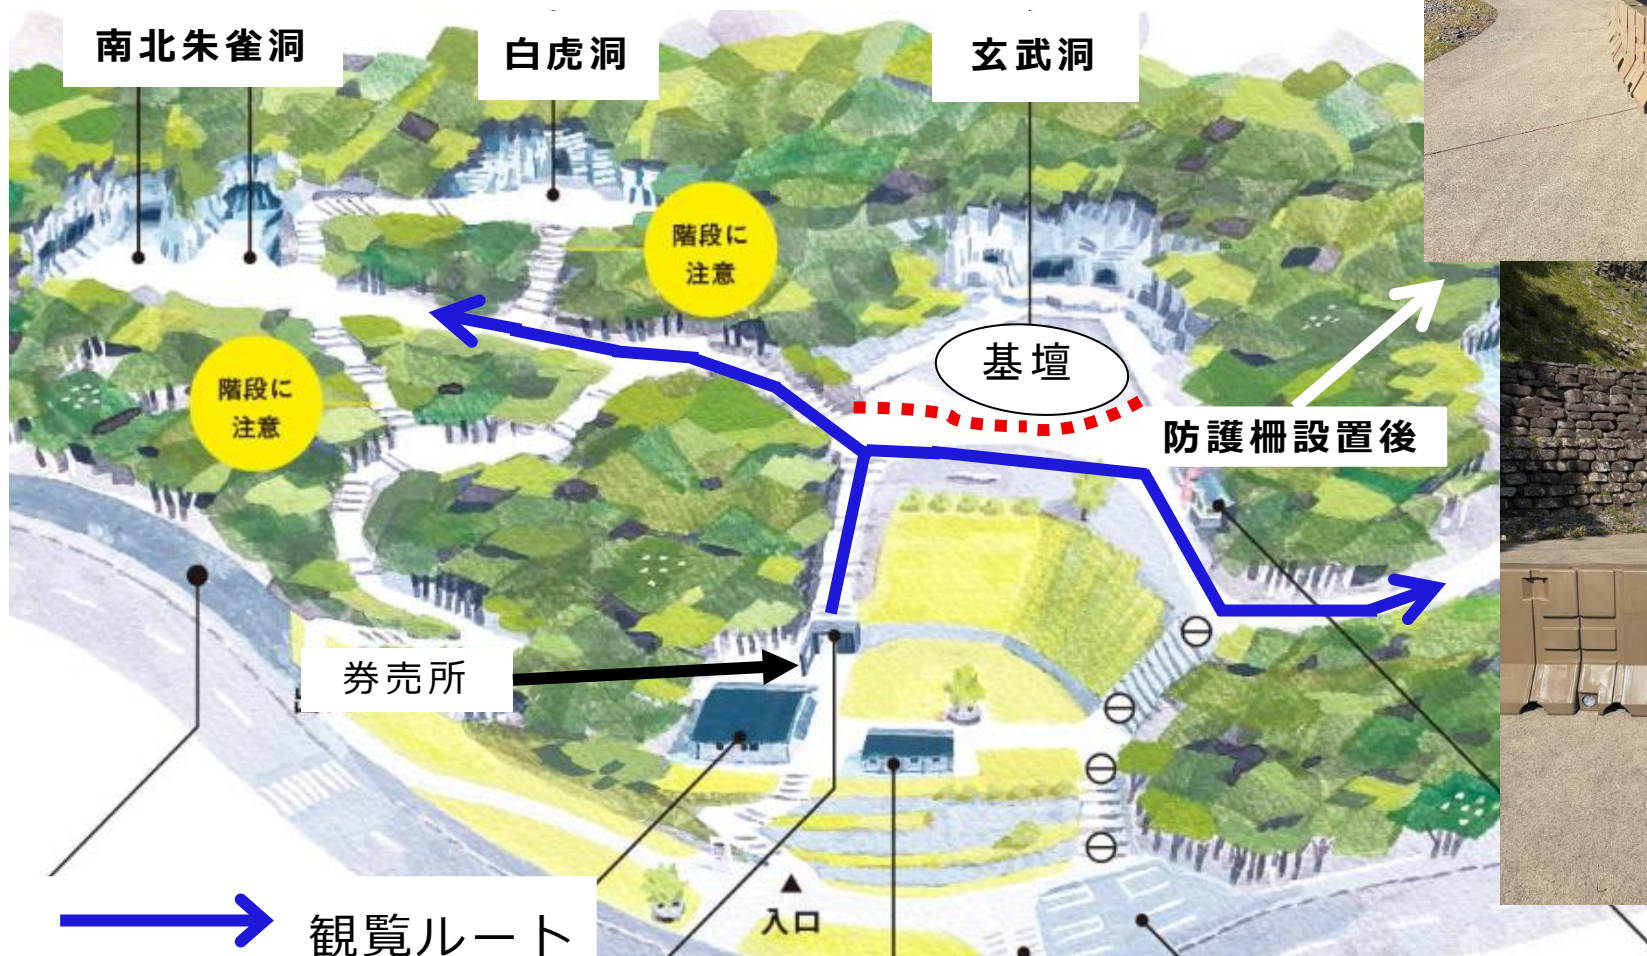 南北朱雀洞
白虎洞
玄武洞
階段に
注意
基壇
階段に
注意
防護柵設置後
券売所
入口
観覧ルート